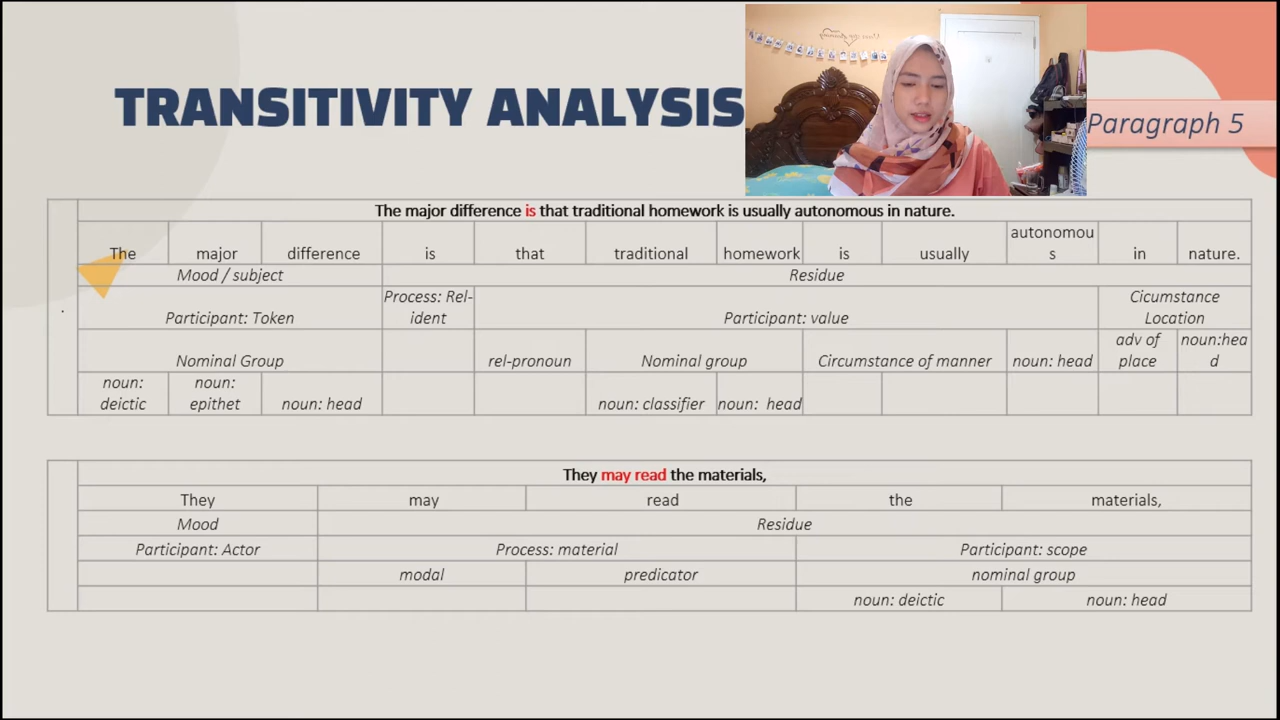 TRANSITIVITY ANALYSIS
Paragraph 5
The major difference is that traditional homework is usually autonomous in nature.
The major difference is that traditional homework is usually autonomou
s in nature.
Mood / subject Residue
Participant: Token Process: Rel-
ident Participant: value Cicumstance
Location
Nominal Group rel-pronoun Nominal group Circumstance of manner noun: head adv of
place noun:hea
d
noun:
deictic noun:
epithet noun: head noun: classifier noun: head
They may read the materials,
They may read the materials,
Mood Residue
Participant: Actor Process: material Participant: scope
modal predicator nominal group
noun: deictic noun: head